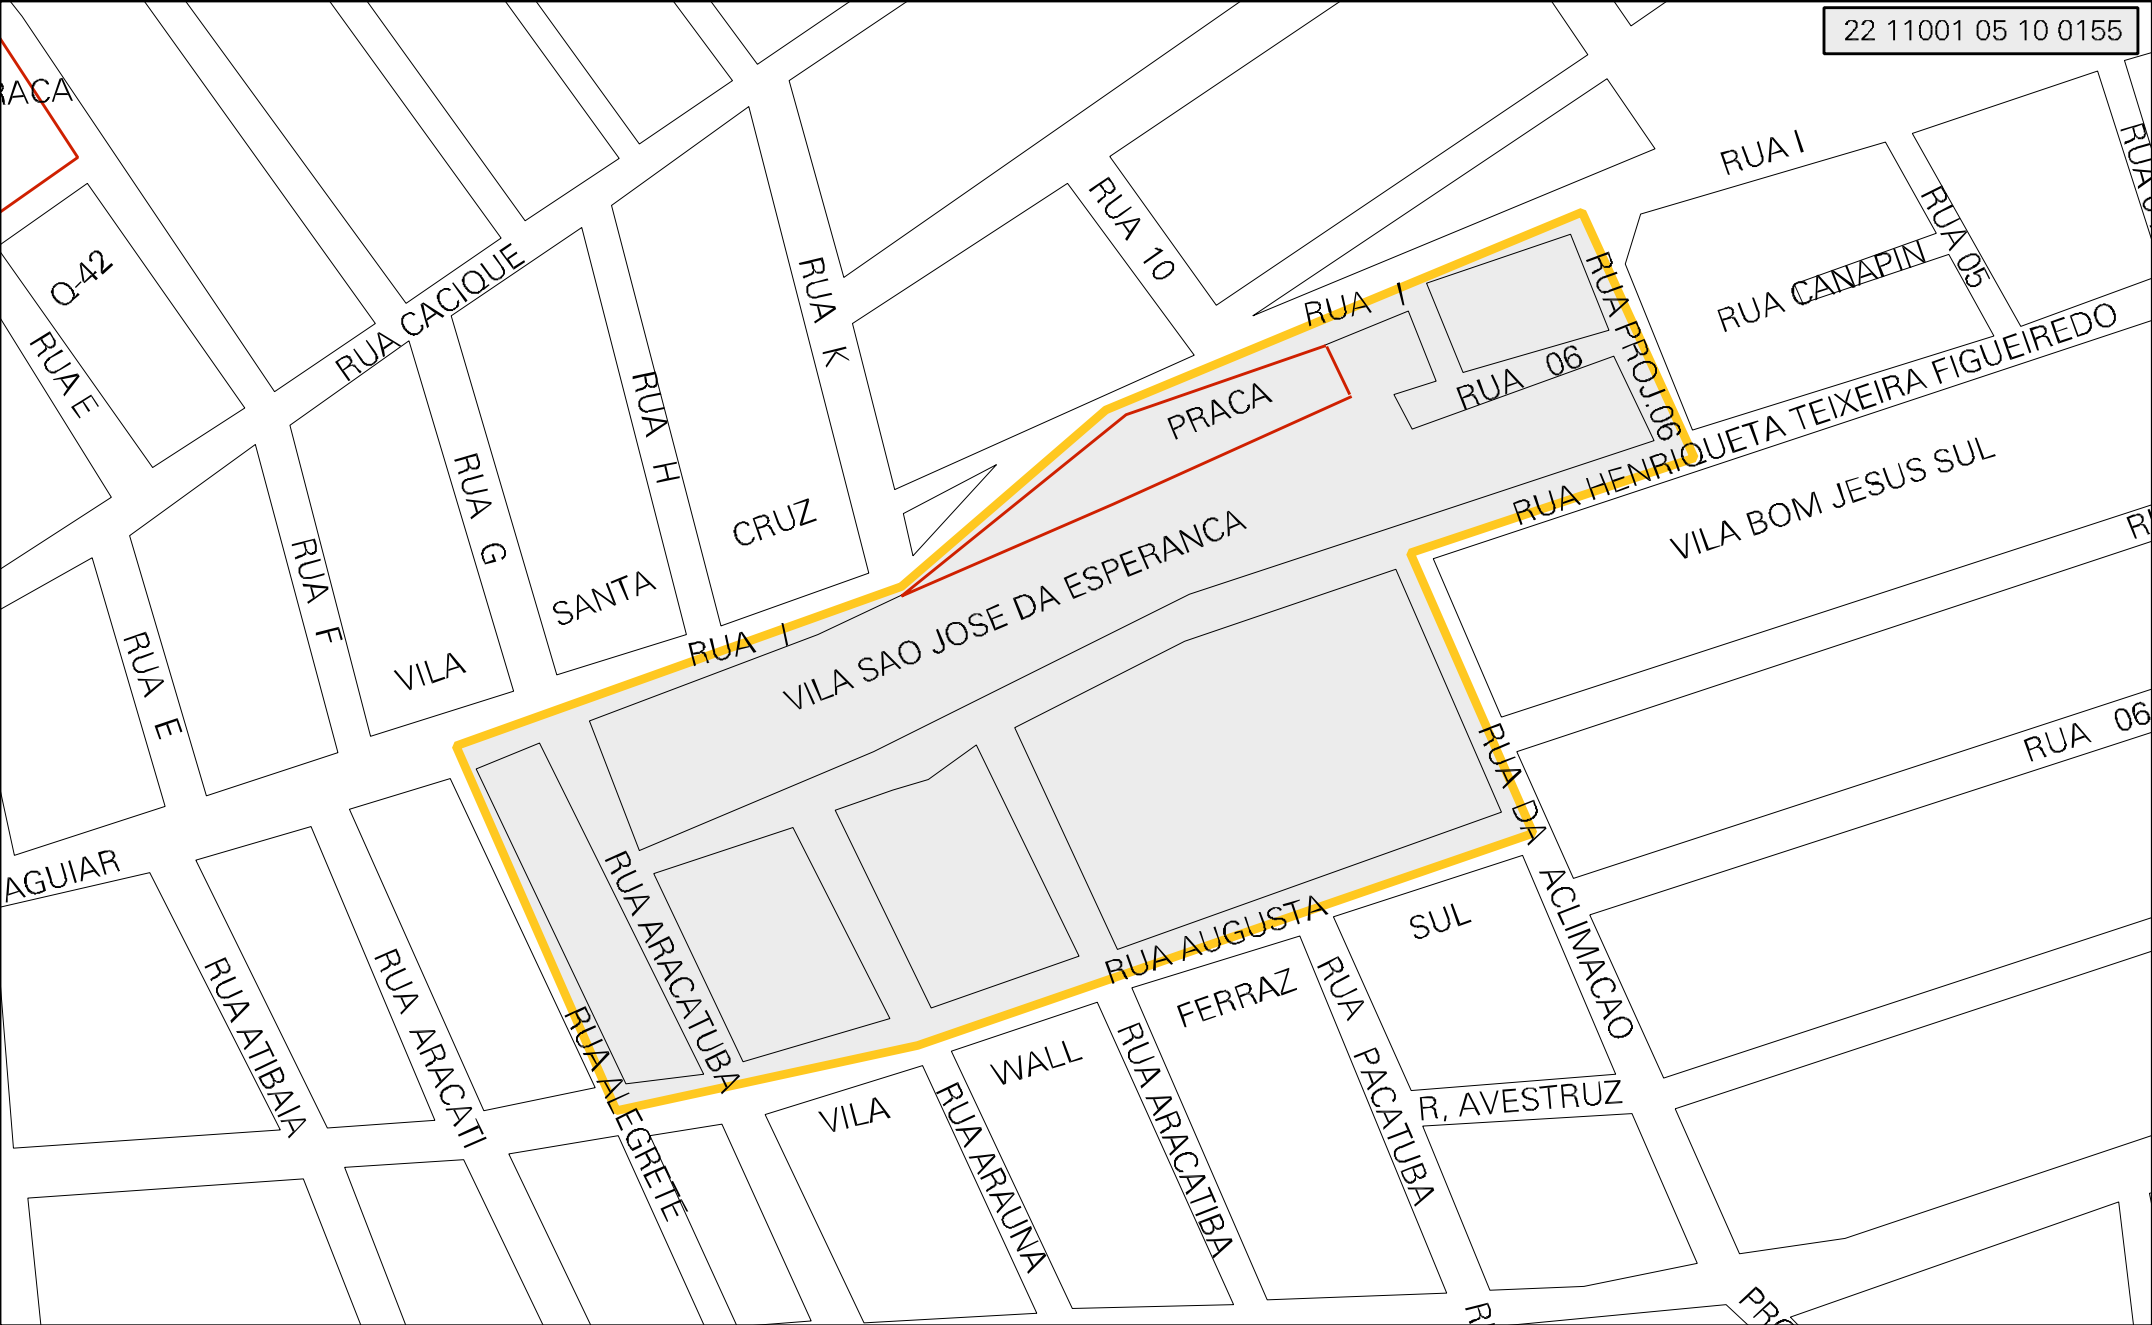 22 11001 05 10 0155
RUA I
Q-42
RUA 10
RUA CACIQUE
RUA K
RUA 05
RUA CANAPIN
RUA E
RUA I
RUA PROJ.06
RUA H
RUA 06
PRACA
RUA HENRIQUETA TEIXEIRA FIGUEIREDO
RUA G
CRUZ
VILA BOM JESUS SUL
RUA F
SANTA
VILA SAO JOSE DA ESPERANCA
RUA I
VILA
RUA E
RUA 06
RUA DA ACLIMACAO
AGUIAR
RUA ARACATUBA
SUL
RUA AUGUSTA
RUA ATIBAIA
RUA ARACATI
FERRAZ
RUA PACATUBA
RUA ALEGRETE
WALL
VILA
R, AVESTRUZ
RUA ARAUNA
RUA ARACATIBA